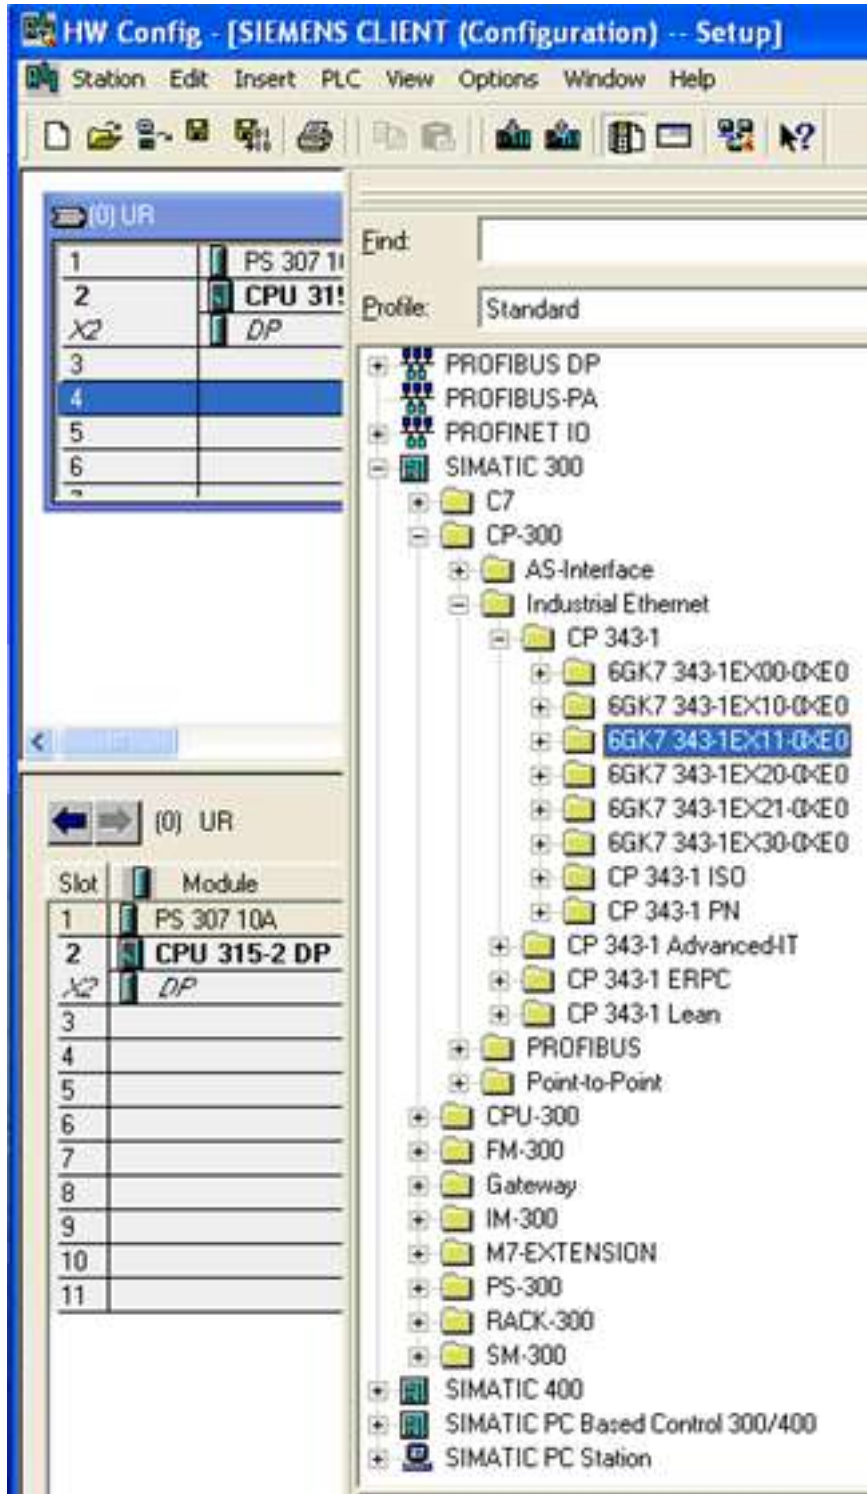 HW Config - [SIEMENS CLIENT (Configuration) -- Setup]
Station Edit Insert PLC View Options Window Help
(0) UR
1 PS 307 10
2 CPU 315
X2 DP
3
4
5
6
7
Find:
Profile: Standard
PROFIBUS DP
PROFIBUS-PA
PROFINET IO
SIMATIC 300
C7
CP-300
AS-Interface
Industrial Ethernet
CP 343-1
6GK7 343-1EX00-0XE0
6GK7 343-1EX10-0XE0
6GK7 343-1EX11-0XE0
6GK7 343-1EX20-0XE0
6GK7 343-1EX21-0XE0
6GK7 343-1EX30-0XE0
CP 343-1 ISO
CP 343-1 PN
CP 343-1 Advanced-IT
CP 343-1 ERPC
CP 343-1 Lean
PROFIBUS
Point-to-Point
CPU-300
FM-300
Gateway
IM-300
M7-EXTENSION
PS-300
RACK-300
SM-300
SIMATIC 400
SIMATIC PC Based Control 300/400
SIMATIC PC Station
(0) UR
Slot Module
1 PS 307 10A
2 CPU 315-2 DP
X2 DP
3
4
5
6
7
8
9
10
11